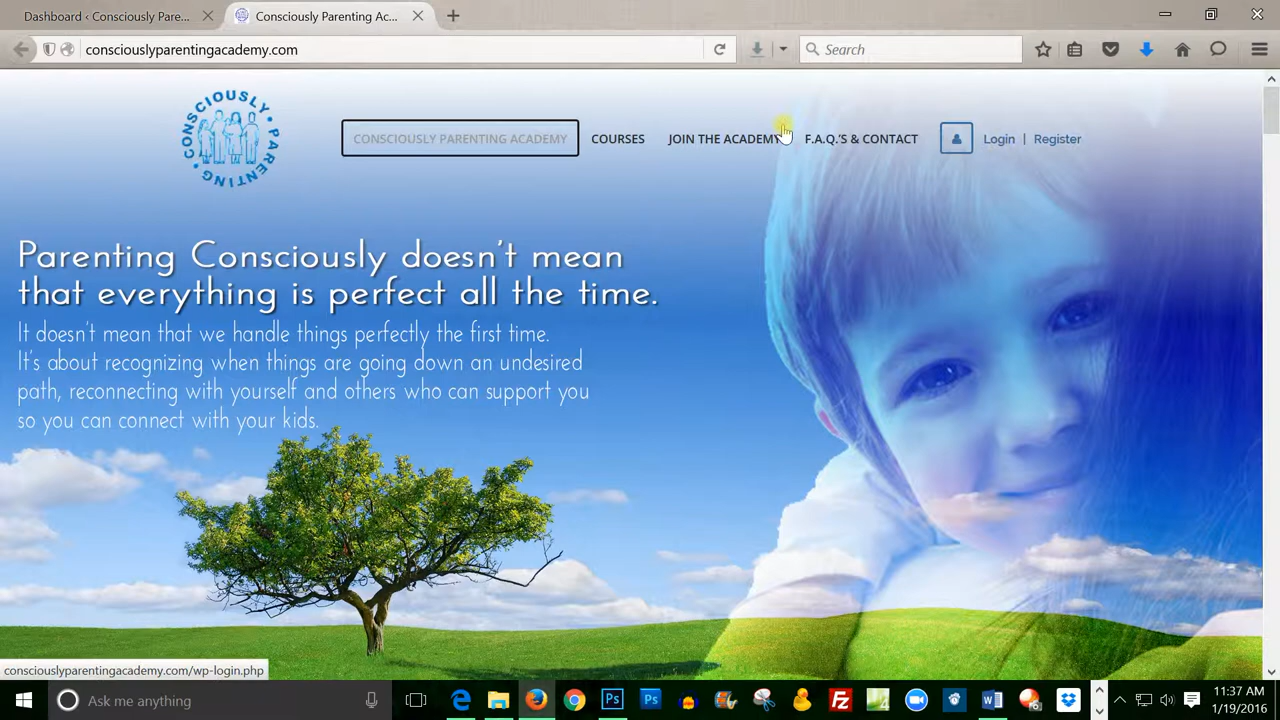 Dashboard ‹ Consciously Pare...
Consciously Parenting Ac...
consciouslyparentingacademy.com
Search
CONSCIOUSLY PARENTING
CONSCIOUSLY PARENTING ACADEMY
COURSES
JOIN THE ACADEMY
F.A.Q.'S & CONTACT
Login | Register
Parenting Consciously doesn't mean
that everything is perfect all the time.
It doesn't mean that we handle things perfectly the first time.
It's about recognizing when things are going down an undesired
path, reconnecting with yourself and others who can support you
so you can connect with your kids.
consciouslyparentingacademy.com/wp-login.php
Ask me anything
Ps
Ps
Fz
4
W
11:37 AM
1/19/2016